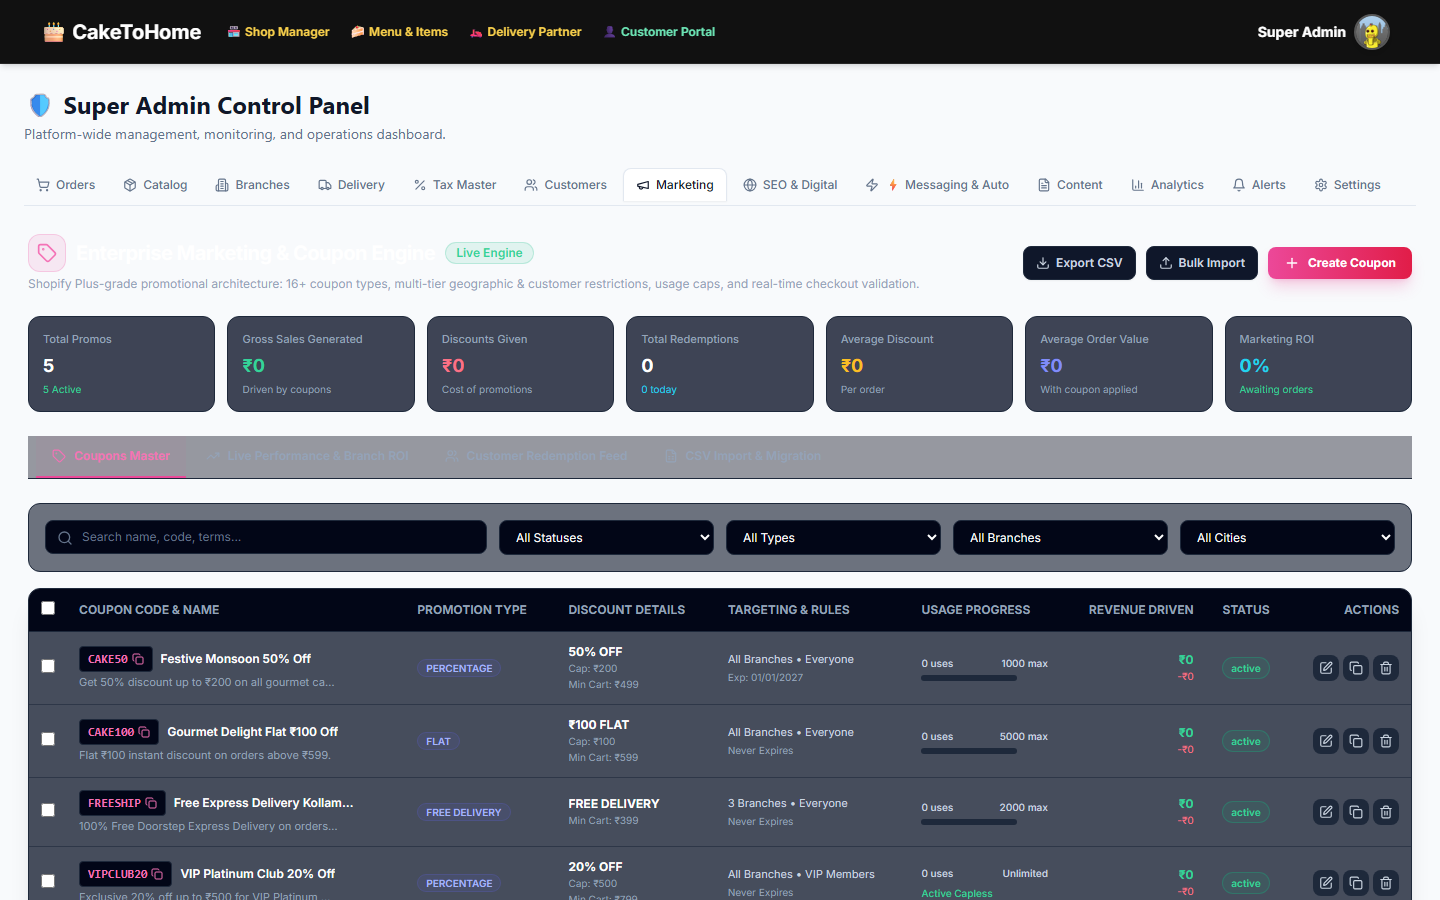 CakeToHome
Shop Manager
Menu & Items
Delivery Partner
Customer Portal
Super Admin
Super Admin Control Panel
Platform-wide management, monitoring, and operations dashboard.
Orders
Catalog
Branches
Delivery
Tax Master
Customers
Marketing
SEO & Digital
Messaging & Auto
Content
Analytics
Alerts
Settings
Enterprise Marketing & Coupon Engine
Live Engine
Shopify Plus-grade promotional architecture: 16+ coupon types, multi-tier geographic & customer restrictions, usage caps, and real-time checkout validation.
Export CSV
Bulk Import
Create Coupon
Total Promos
5
5 Active
Gross Sales Generated
₹0
Driven by coupons
Discounts Given
₹0
Cost of promotions
Total Redemptions
0
0 today
Average Discount
₹0
Per order
Average Order Value
₹0
With coupon applied
Marketing ROI
0%
Awaiting orders
Coupons Master
Live Performance & Branch ROI
Customer Redemption Feed
CSV Import & Migration
Search name, code, terms...
All Statuses
All Types
All Branches
All Cities
COUPON CODE & NAME
PROMOTION TYPE
DISCOUNT DETAILS
TARGETING & RULES
USAGE PROGRESS
REVENUE DRIVEN
STATUS
ACTIONS
CAKE50
Festive Monsoon 50% Off
Get 50% discount up to ₹200 on all gourmet ca...
PERCENTAGE
50% OFF
Cap: ₹200
Min Cart: ₹499
All Branches • Everyone
Exp: 01/01/2027
0 uses
1000 max
₹0
-₹0
active
CAKE100
Gourmet Delight Flat ₹100 Off
Flat ₹100 instant discount on orders above ₹599.
FLAT
₹100 FLAT
Cap: ₹100
Min Cart: ₹599
All Branches • Everyone
Never Expires
0 uses
5000 max
₹0
-₹0
active
FREESHIP
Free Express Delivery Kollam...
100% Free Doorstep Express Delivery on orders...
FREE DELIVERY
FREE DELIVERY
Min Cart: ₹399
3 Branches • Everyone
Never Expires
0 uses
2000 max
₹0
-₹0
active
VIPCLUB20
VIP Platinum Club 20% Off
Exclusive 20% off up to ₹500 for VIP Platinum
PERCENTAGE
20% OFF
Cap: ₹500
Min Cart: ₹799
All Branches • VIP Members
Never Expires
0 uses
Unlimited
Active Capless
₹0
-₹0
active